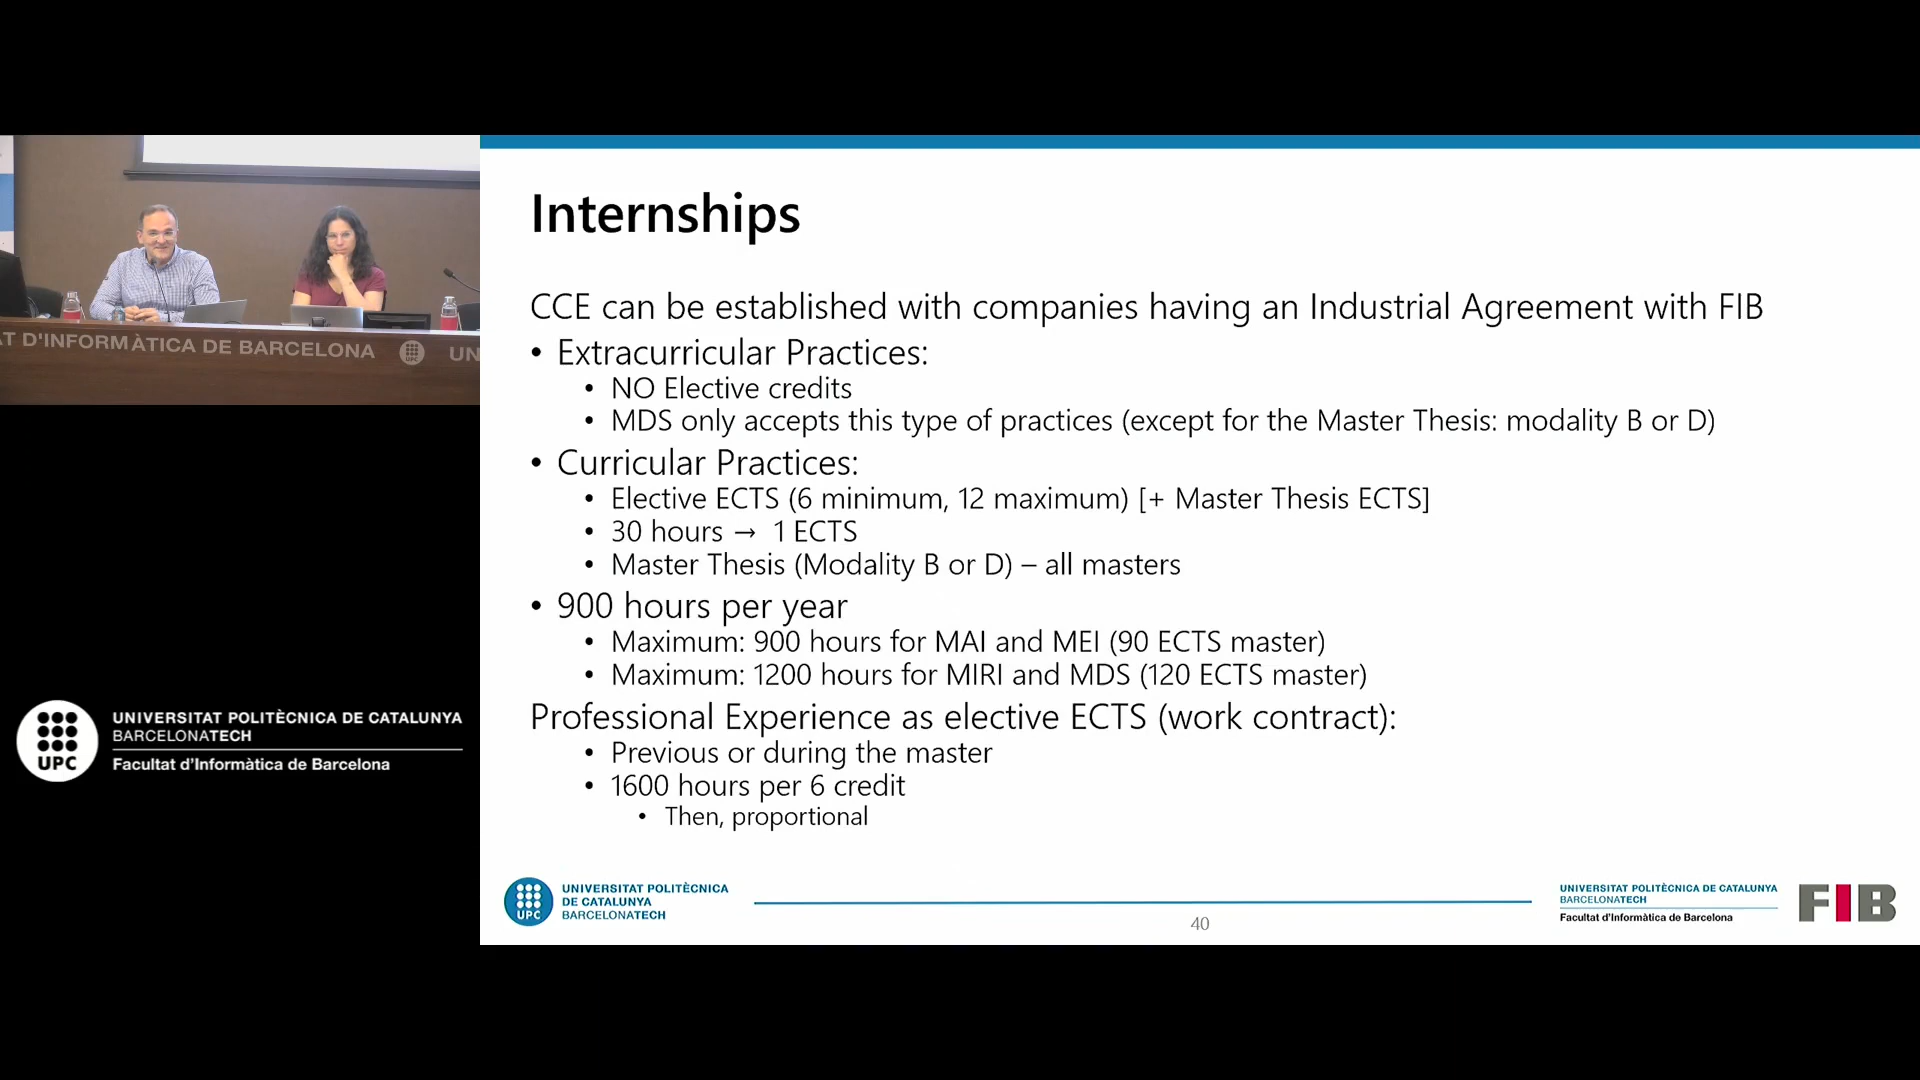 Internships
CCE can be established with companies having an Industrial Agreement with FIB
• Extracurricular Practices:
• NO Elective credits
• MDS only accepts this type of practices (except for the Master Thesis: modality B or D)
• Curricular Practices:
• Elective ECTS (6 minimum, 12 maximum) [+ Master Thesis ECTS]
• 30 hours → 1 ECTS
• Master Thesis (Modality B or D) – all masters
• 900 hours per year
• Maximum: 900 hours for MAI and MEI (90 ECTS master)
• Maximum: 1200 hours for MIRI and MDS (120 ECTS master)
Professional Experience as elective ECTS (work contract):
• Previous or during the master
• 1600 hours per 6 credit
• Then, proportional
UPC
UNIVERSITAT POLITÈCNICA
DE CATALUNYA
BARCELONATECH
40
UNIVERSITAT POLITÈCNICA DE CATALUNYA
BARCELONATECH
Facultat d'Informàtica de Barcelona
FIB
AT D'INFORMÀTICA DE BARCELONA
UPC
UN
UPC
UNIVERSITAT POLITÈCNICA DE CATALUNYA
BARCELONATECH
Facultat d'Informàtica de Barcelona